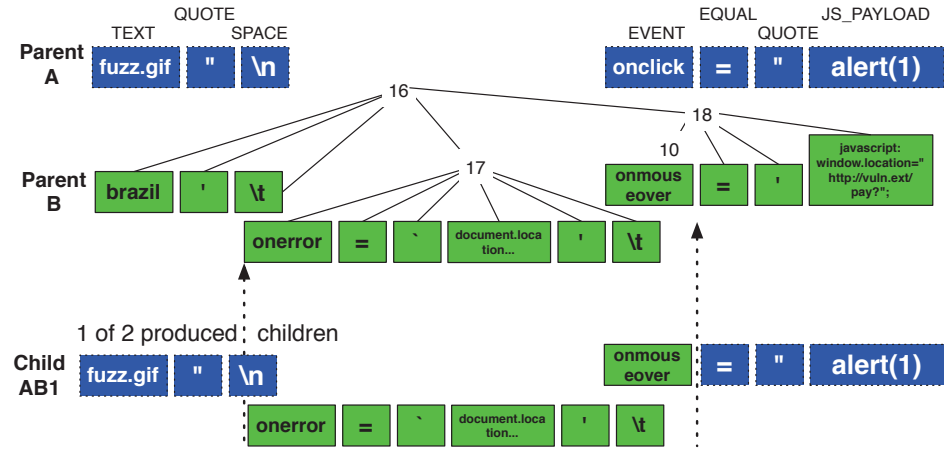 QUOTE EQUAL JS_PAYLOAD
TEXT SPACE EVENT QUOTE
Parent A fuzz.gif " \n onclick = " alert(1)
16
18
10
17
Parent B brazil ' \t onmous eover = ' javascript: window.location=" http://vuln.ext/ pay?";
onerror = ` document.loca tion... ' \t
1 of 2 produced children
Child AB1 fuzz.gif " \n onmous eover = " alert(1)
onerror = ` document.loca tion... ' \t